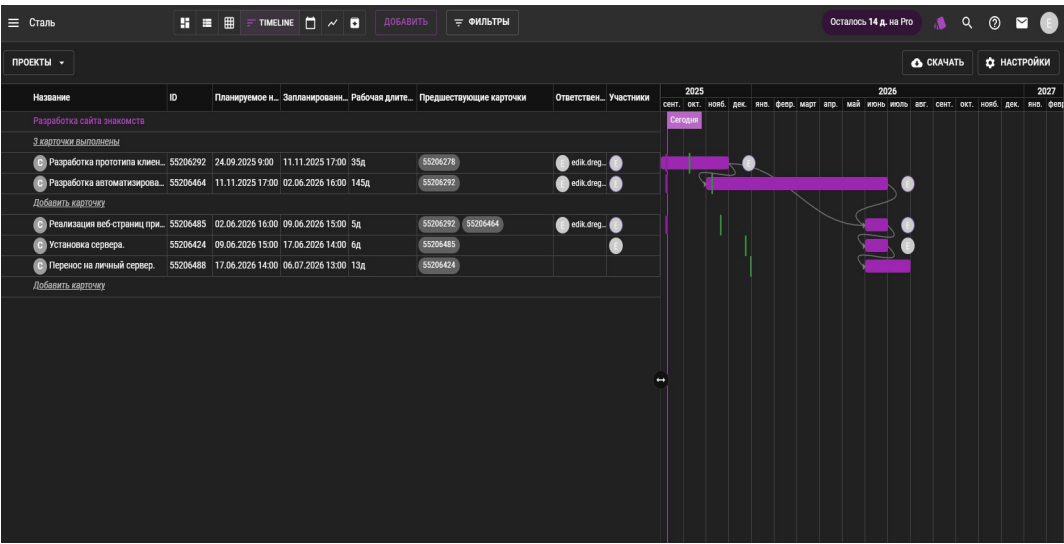 Сталь TIMELINE ДОБАВИТЬ ФИЛЬТРЫ Осталось 14 д. на Pro E
ПРОЕКТЫ СКАЧАТЬ НАСТРОЙКИ
Название ID Планируемое н... Запланированн... Рабочая длите... Предшествующие карточки Ответствен... Участники
2025 2026 2027
сент. окт. нояб. дек. янв. февр. март апр. май июнь июль авг. сент. окт. нояб. дек. янв. февр
Разработка сайта знакомств Сегодня
3 карточки выполнены
C Разработка прототипа клиен... 55206292 24.09.2025 9:00 11.11.2025 17:00 35д 55206278 edik.dreg... E E
C Разработка автоматизирова... 55206464 11.11.2025 17:00 02.06.2026 16:00 145д 55206292 edik.dreg... E E
Добавить карточку
C Реализация веб-страниц при... 55206485 02.06.2026 16:00 09.06.2026 15:00 5д 55206292 55206464 edik.dreg... E E
C Установка сервера. 55206424 09.06.2026 15:00 17.06.2026 14:00 6д 55206485 E E
C Перенос на личный сервер. 55206488 17.06.2026 14:00 06.07.2026 13:00 13д 55206424
Добавить карточку